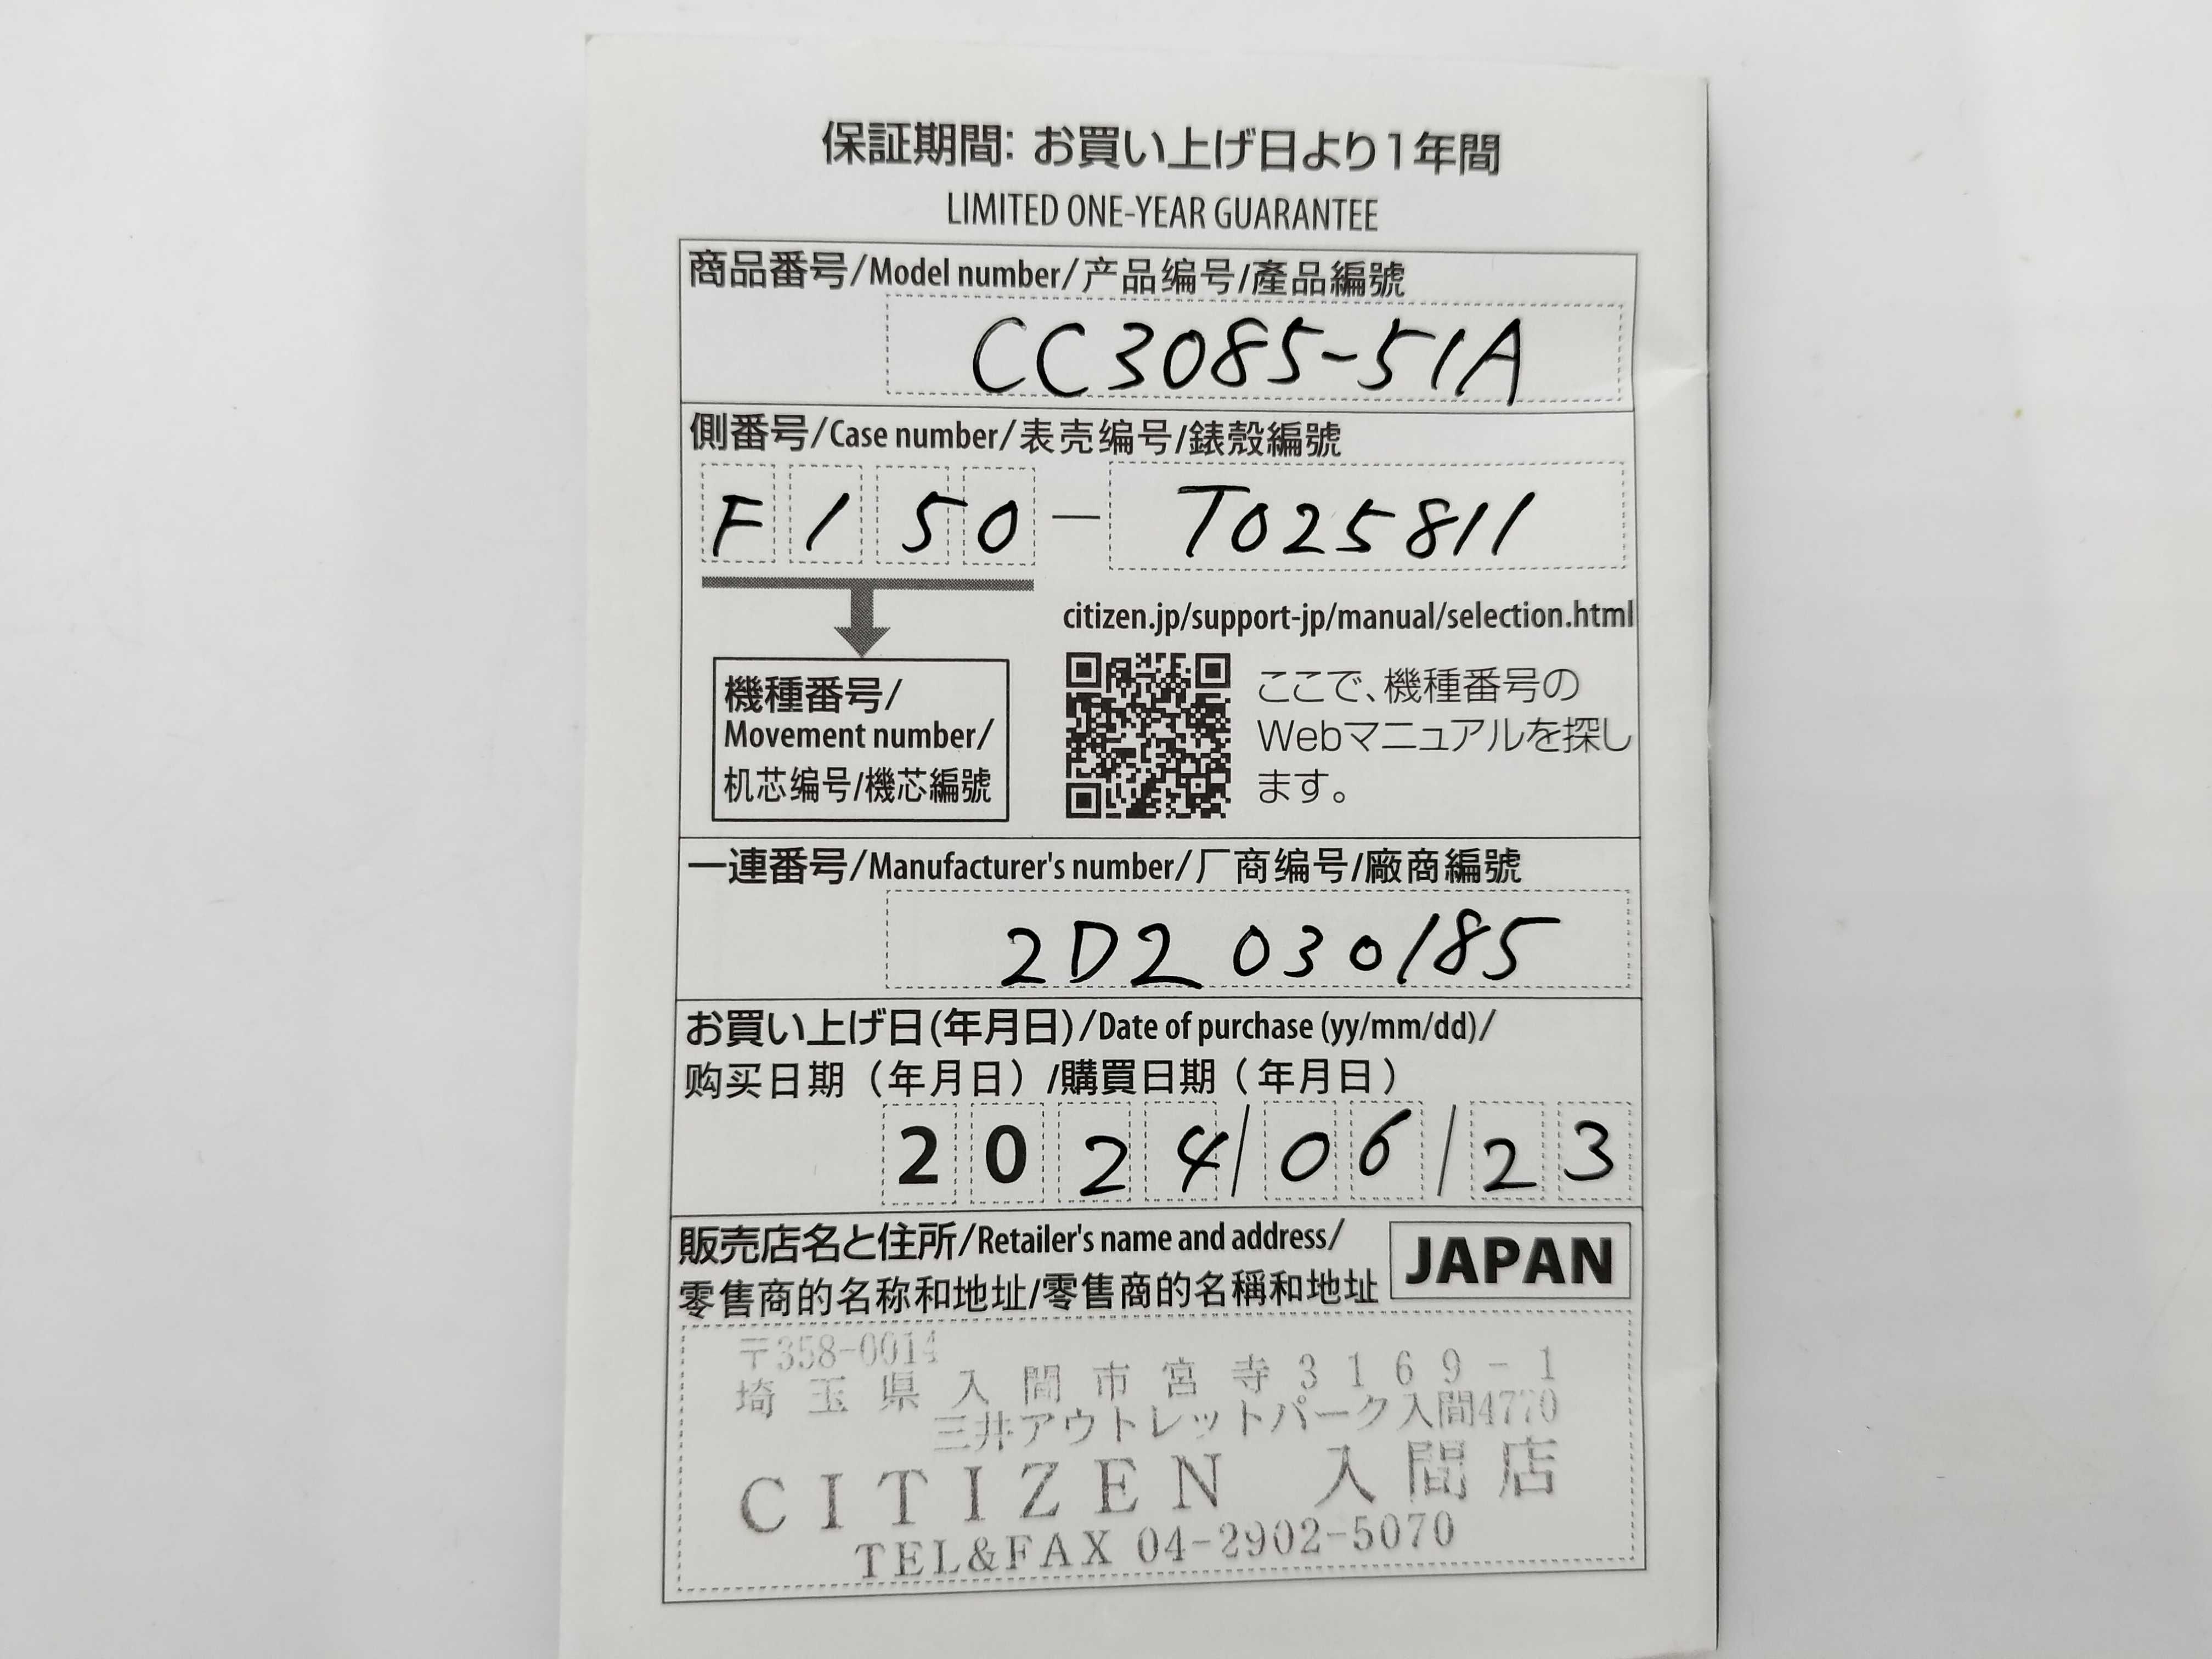 保証期間: お買い上げ日より1年間
LIMITED ONE-YEAR GUARANTEE
商品番号/Model number/产品编号/產品編號
CC3085-51A
側番号/Case number/表壳编号/錶殼編號
F150-T025811
citizen.jp/support-jp/manual/selection.html
機種番号/
Movement number/
机芯编号/機芯編號
ここで、機種番号の
Webマニュアルを探し
ます。
一連番号/Manufacturer's number/厂商编号/廠商編號
2D2 030185
お買い上げ日(年月日)/Date of purchase (yy/mm/dd)/
购买日期（年月日）/購買日期（年月日）
2024/06/23
販売店名と住所/Retailer's name and address/
零售商的名称和地址/零售商的名稱和地址
JAPAN
〒358-0014
埼玉県入間市宮寺3169-1
三井アウトレットパーク入間4770
CITIZEN 入間店
TEL&FAX 04-2902-5070